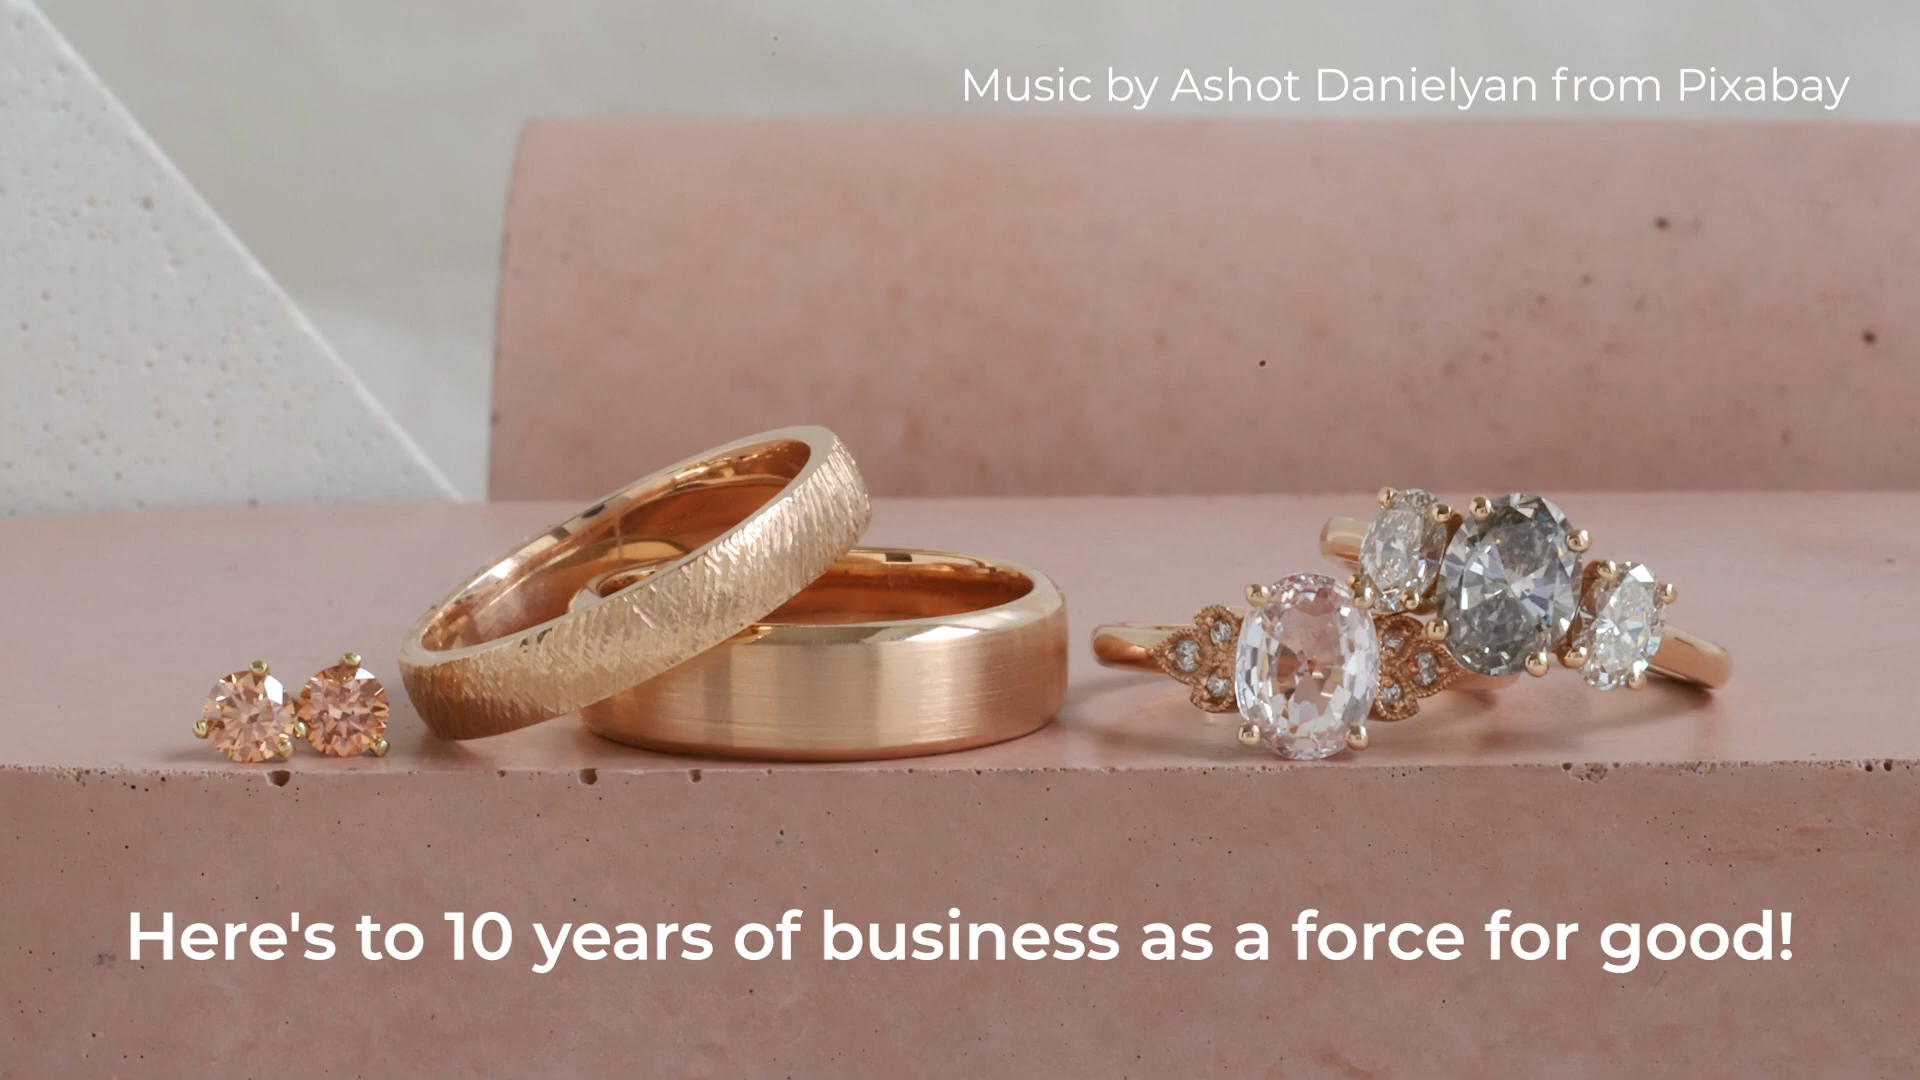 Music by Ashot Danielyan from Pixabay
Here's to 10 years of business as a force for good!